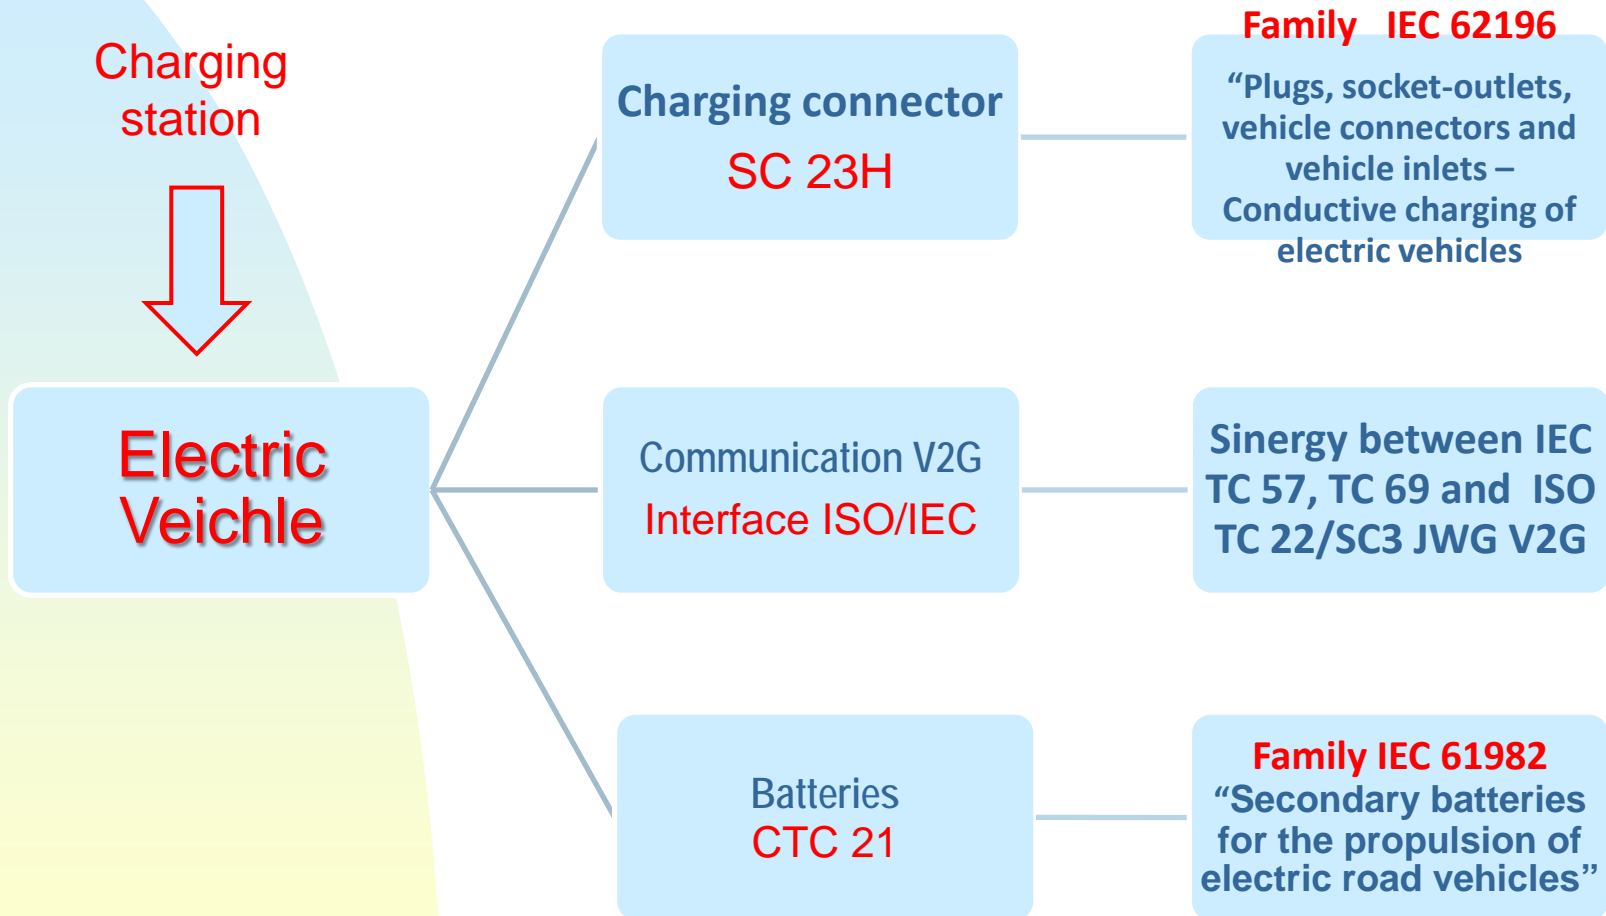 Charging
station
Electric
Veichle
Charging connector
SC 23H
Family IEC 62196
“Plugs, socket-outlets,
vehicle connectors and
vehicle inlets –
Conductive charging of
electric vehicles
Communication V2G
Interface ISO/IEC
Sinergy between IEC
TC 57, TC 69 and ISO
TC 22/SC3 JWG V2G
Batteries
CTC 21
Family IEC 61982
“Secondary batteries
for the propulsion of
electric road vehicles”